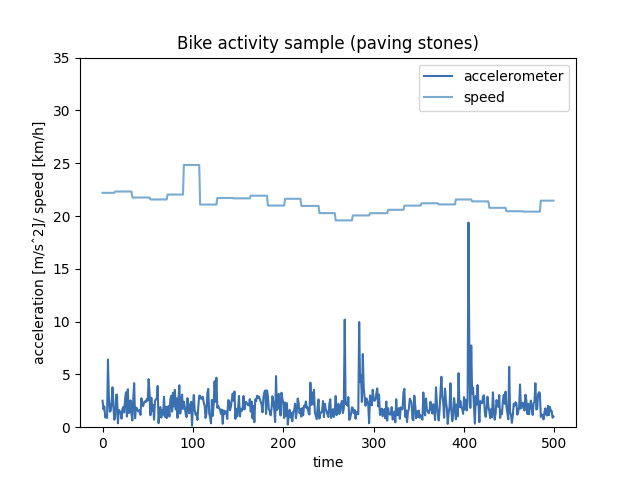 Bike activity sample (paving stones)
accelerometer
speed
35
30
25
20
15
10
5
0
acceleration [m/s^2]/ speed [km/h]
0 100 200 300 400 500
time